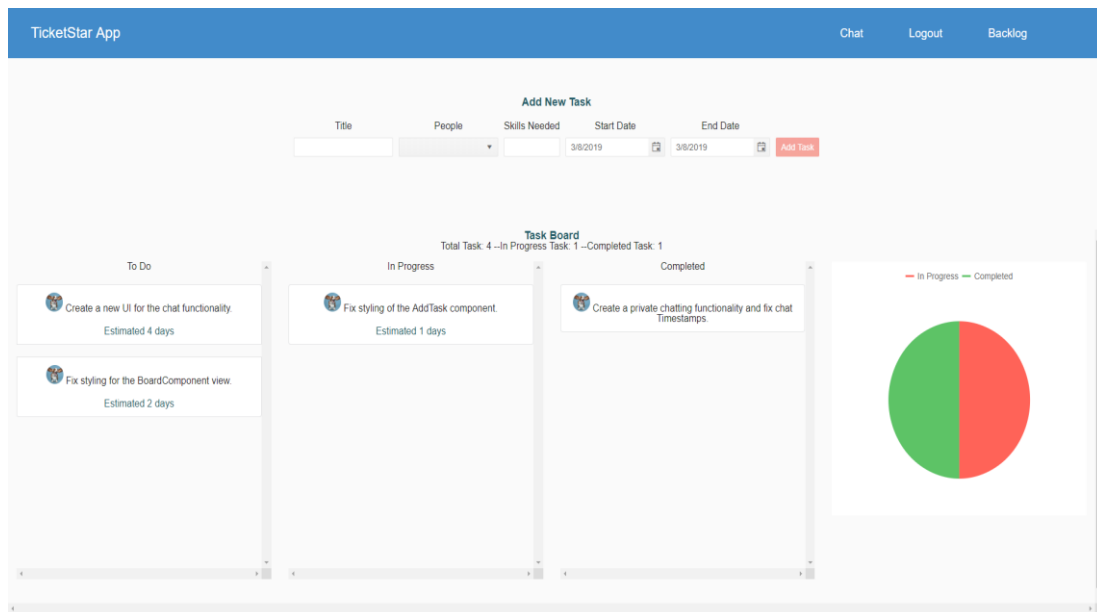 TicketStar App
Chat
Logout
Backlog
Add New Task
Title
People
Skills Needed
Start Date
End Date
3/8/2019
3/8/2019
Add Task
Task Board
Total Task: 4 --In Progress Task: 1 --Completed Task: 1
To Do
Create a new UI for the chat functionality.
Estimated 4 days
Fix styling for the BoardComponent view.
Estimated 2 days
In Progress
Fix styling of the AddTask component.
Estimated 1 days
Completed
Create a private chatting functionality and fix chat
Timestamps.
In Progress
Completed